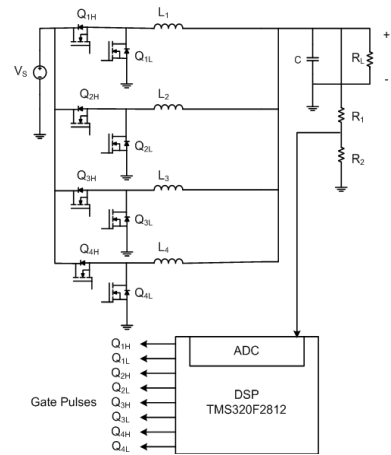 Q1H
L1
+
VS
Q1L
C
RL
-
Q2H
L2
R1
Q2L
R2
Q3H
L3
Q3L
Q4H
L4
Q4L
Q1H
ADC
Q1L
Q2H
DSP
Q2L
TMS320F2812
Gate Pulses
Q3H
Q3L
Q4H
Q4L